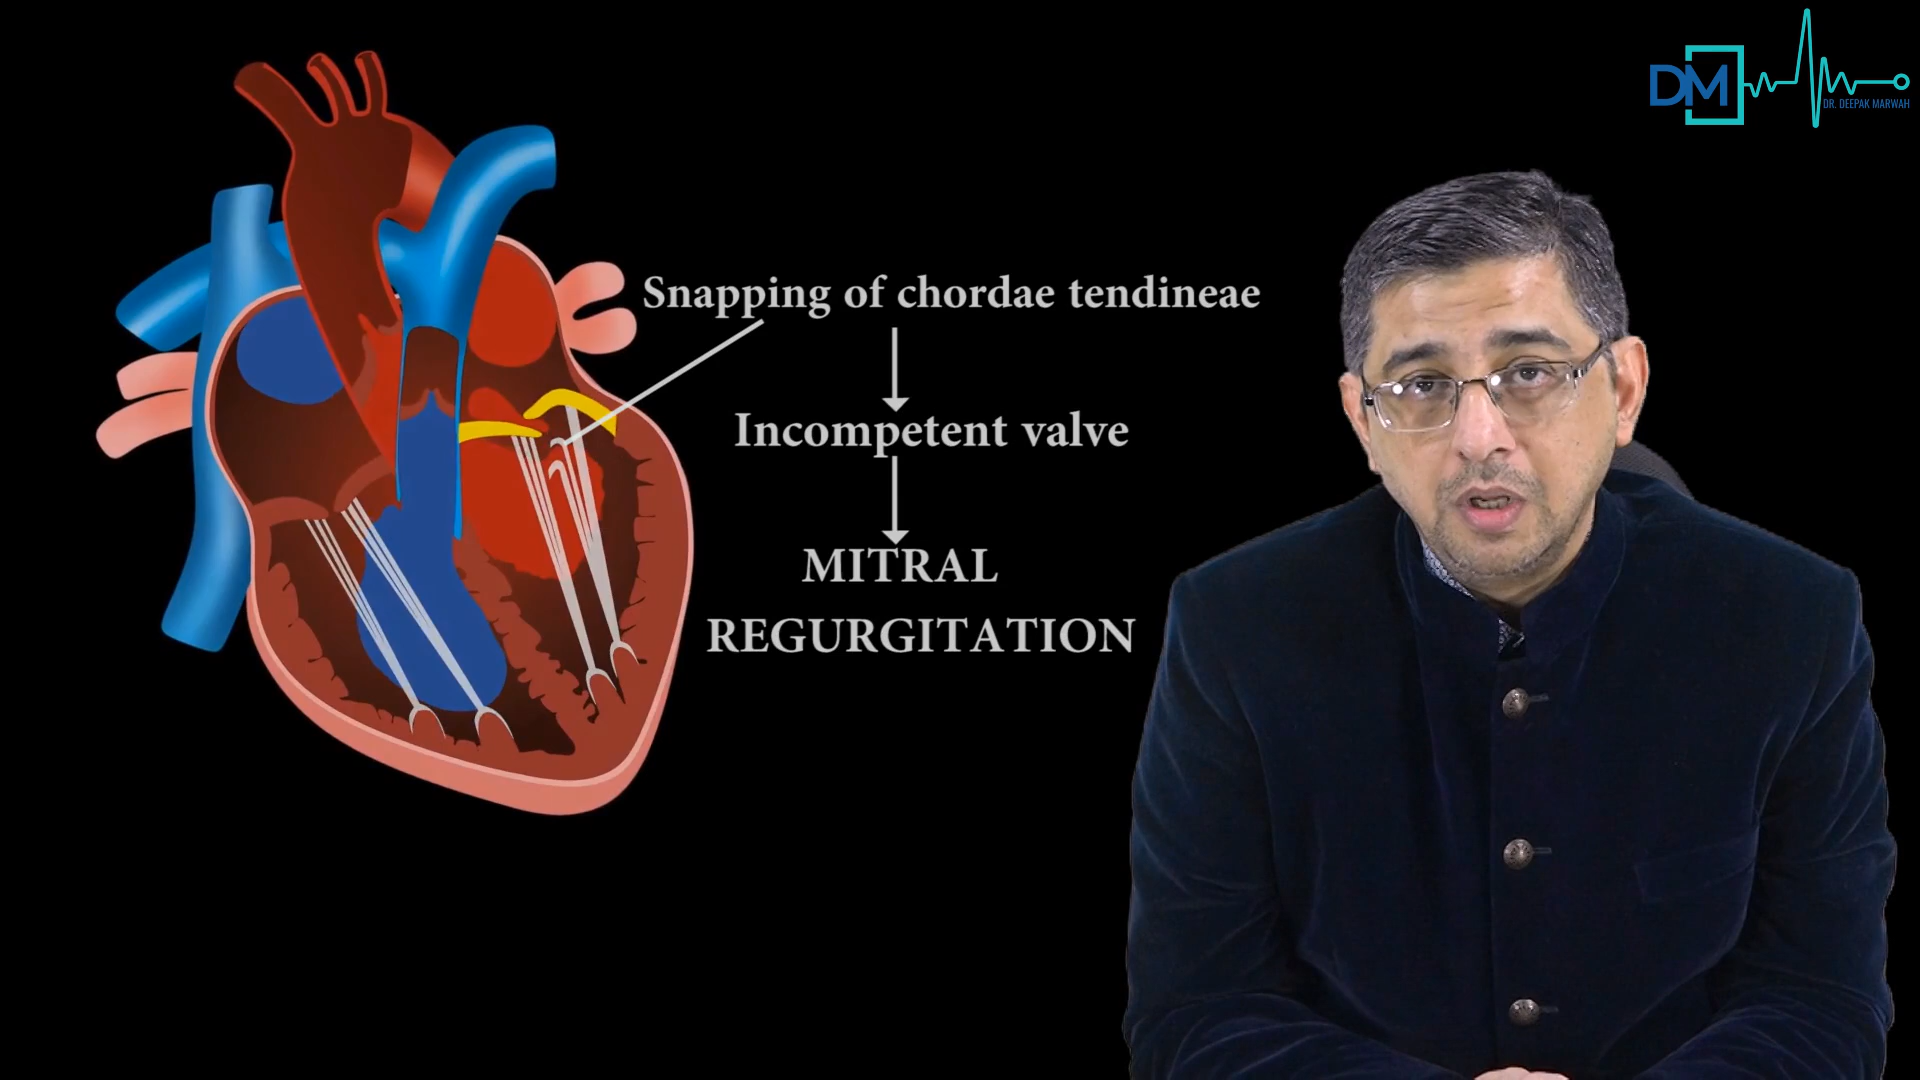 DM
DR. DEEPAK MARWAH
Snapping of chordae tendineae
Incompetent valve
MITRAL
REGURGITATION